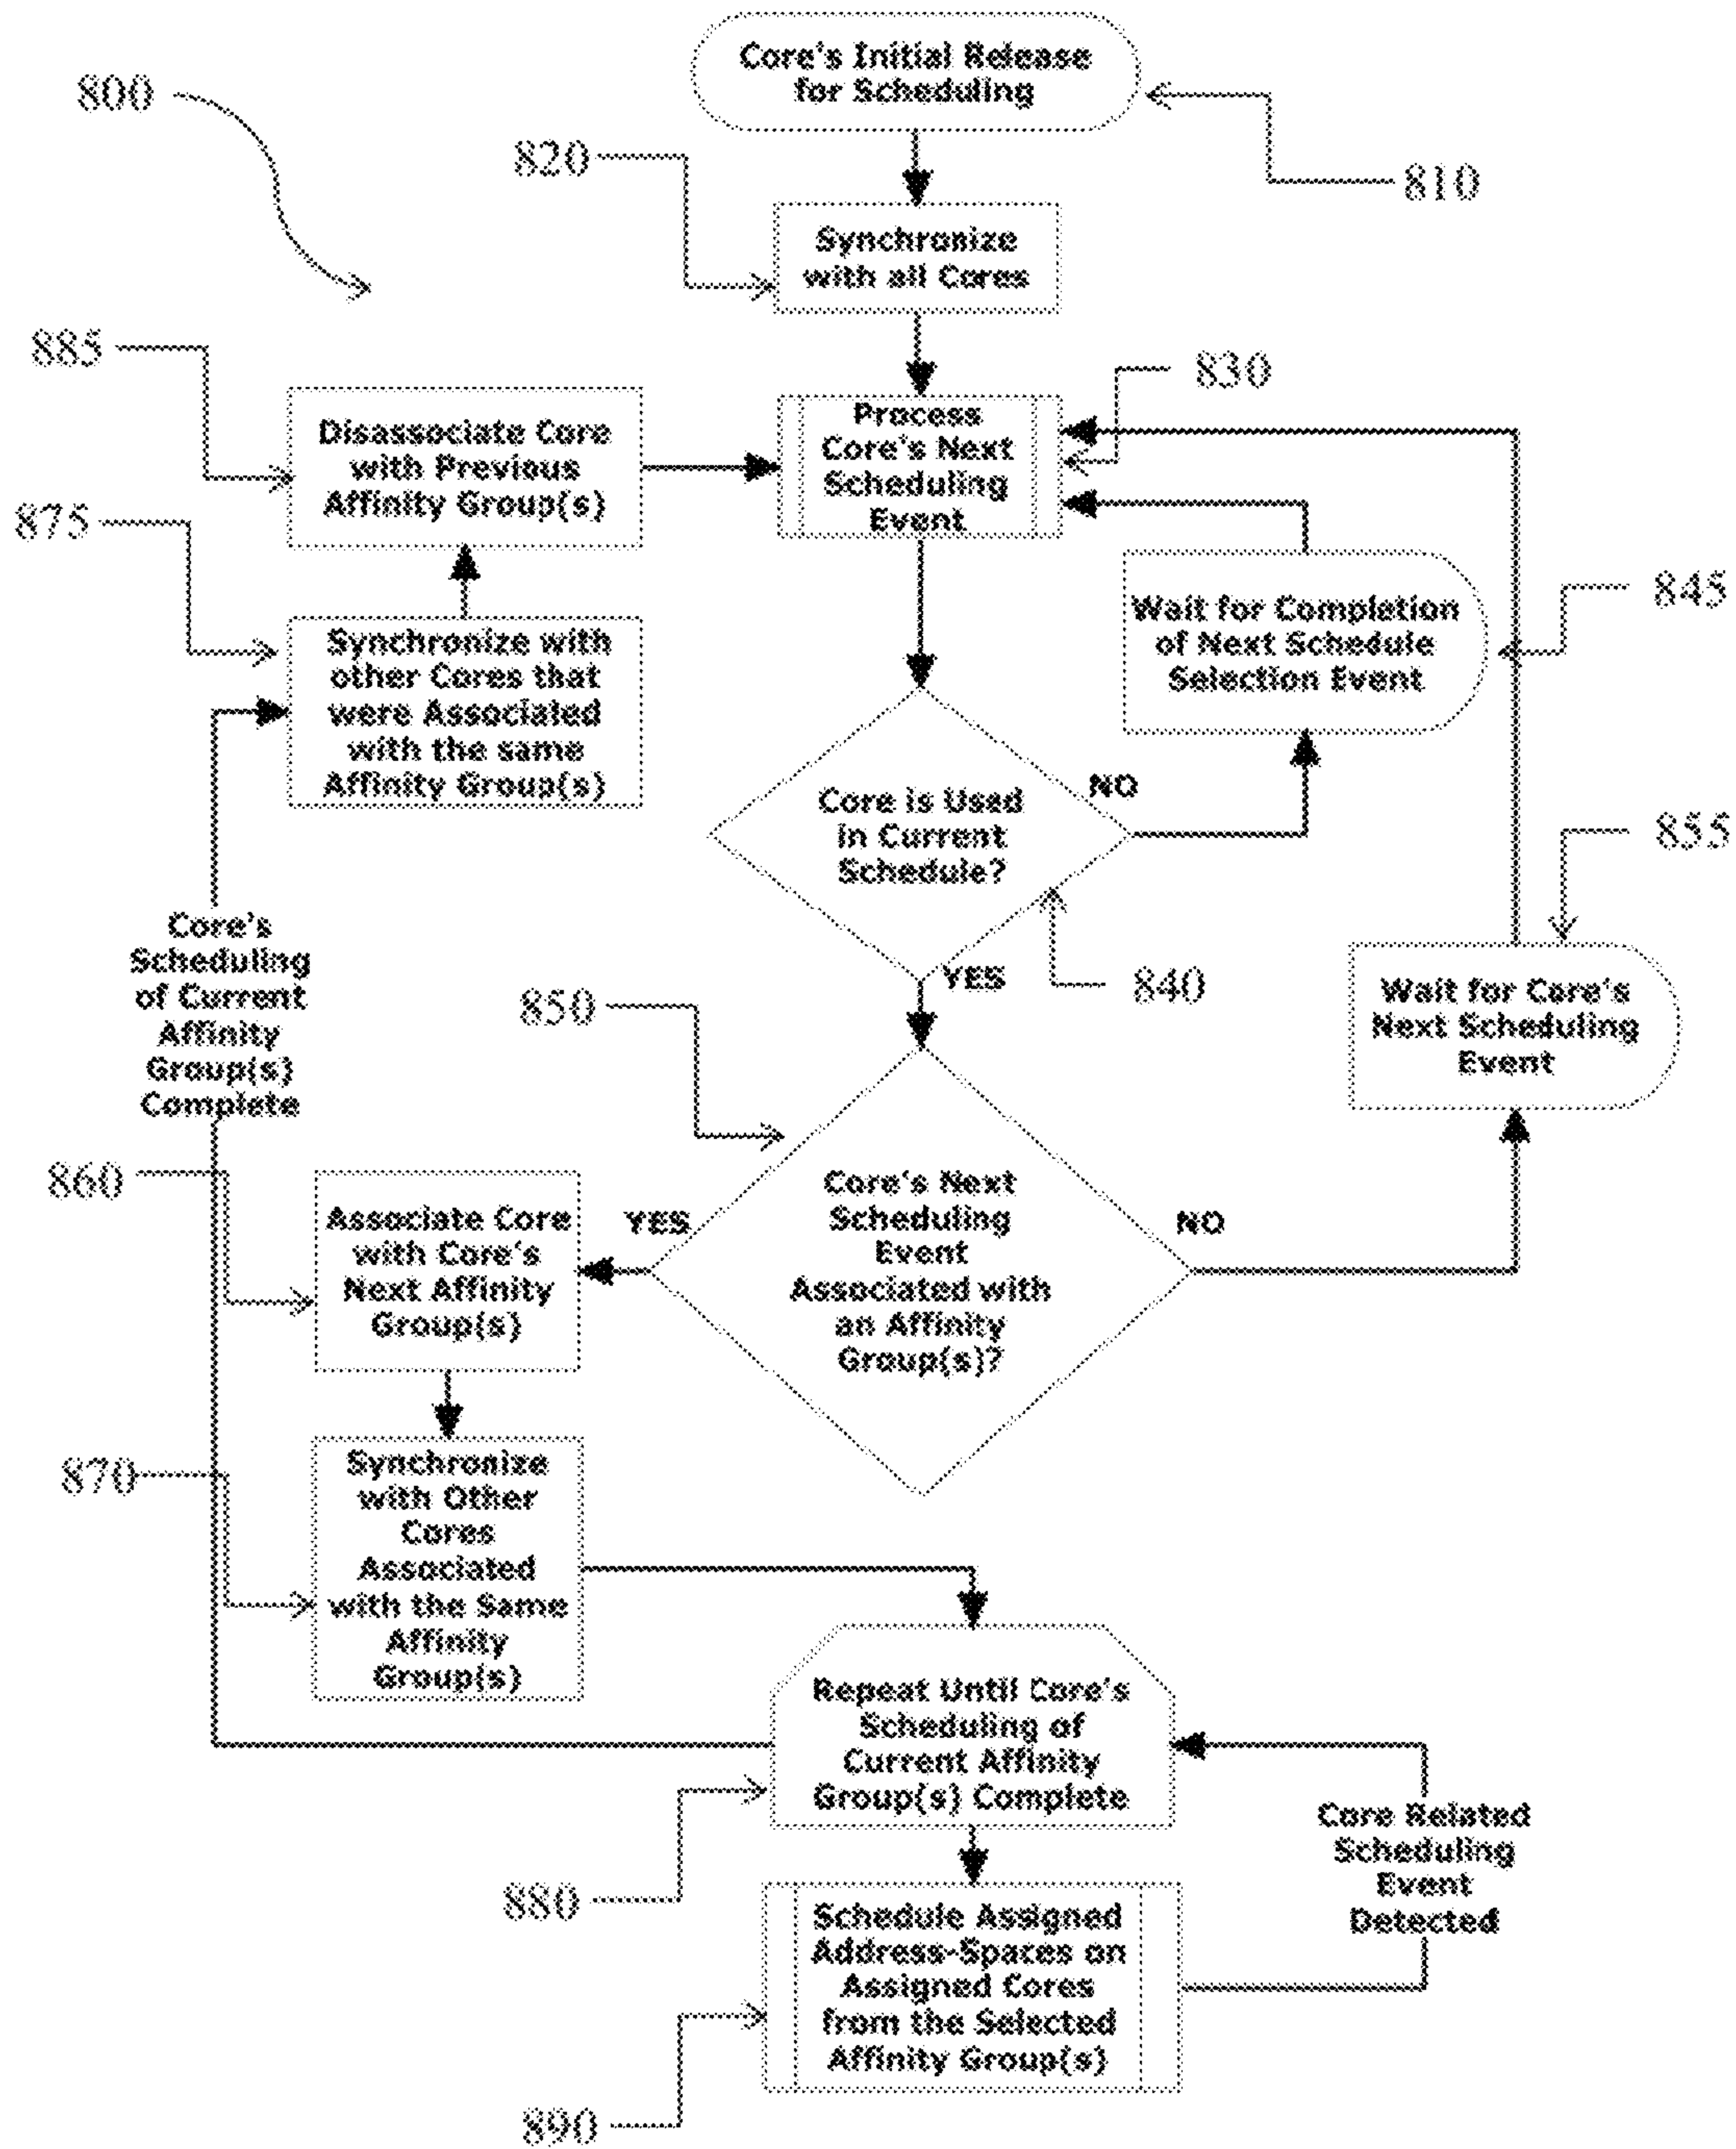 Core's Initial Release
for Scheduling
800
820
810
Synchronize
with all Cores
885
830
Disassociate Core
with Previous
Affinity Group(s)
Process
Core's Next
Scheduling
Event
875
845
Wait for Completion
of Next Schedule
Selection Event
Synchronize with
other Cores that
were Associated
with the same
Affinity Group(s)
Core is Used
in Current
Schedule?
NO
855
Core's
Scheduling
of Current
Affinity
Group(s)
Complete
YES
840
850
Wait for Core's
Next Scheduling
Event
860
Associate Core
with Core's
Next Affinity
Group(s)
YES
Core's Next
Scheduling
Event
Associated with
an Affinity
Group(s)?
NO
870
Synchronize
with Other
Cores
Associated
with the Same
Affinity
Group(s)
Repeat Until Core's
Scheduling of
Current Affinity
Group(s) Complete
Core Related
Scheduling
Event
Detected
880
Schedule Assigned
Address-Spaces on
Assigned Cores
from the Selected
Affinity Group(s)
890